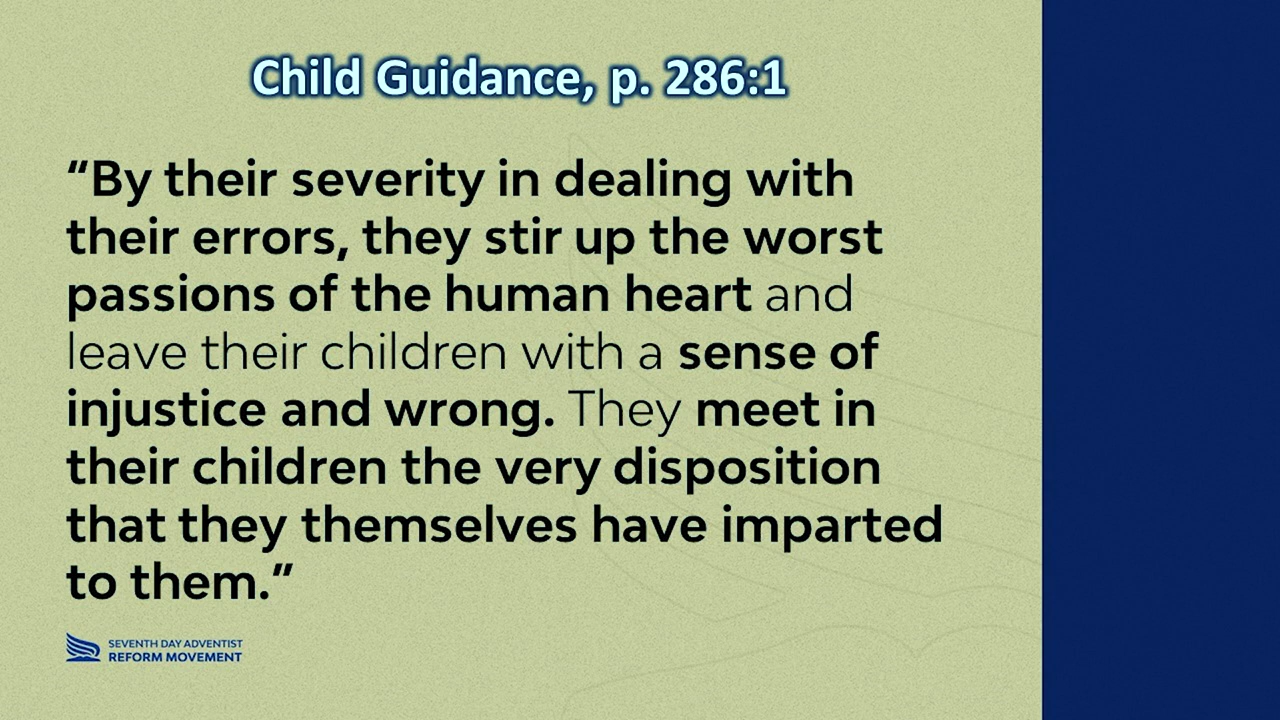 Child Guidance, p. 286:1
“By their severity in dealing with
their errors, they stir up the worst
passions of the human heart and
leave their children with a sense of
injustice and wrong. They meet in
their children the very disposition
that they themselves have imparted
to them.”
SEVENTH DAY ADVENTIST
REFORM MOVEMENT